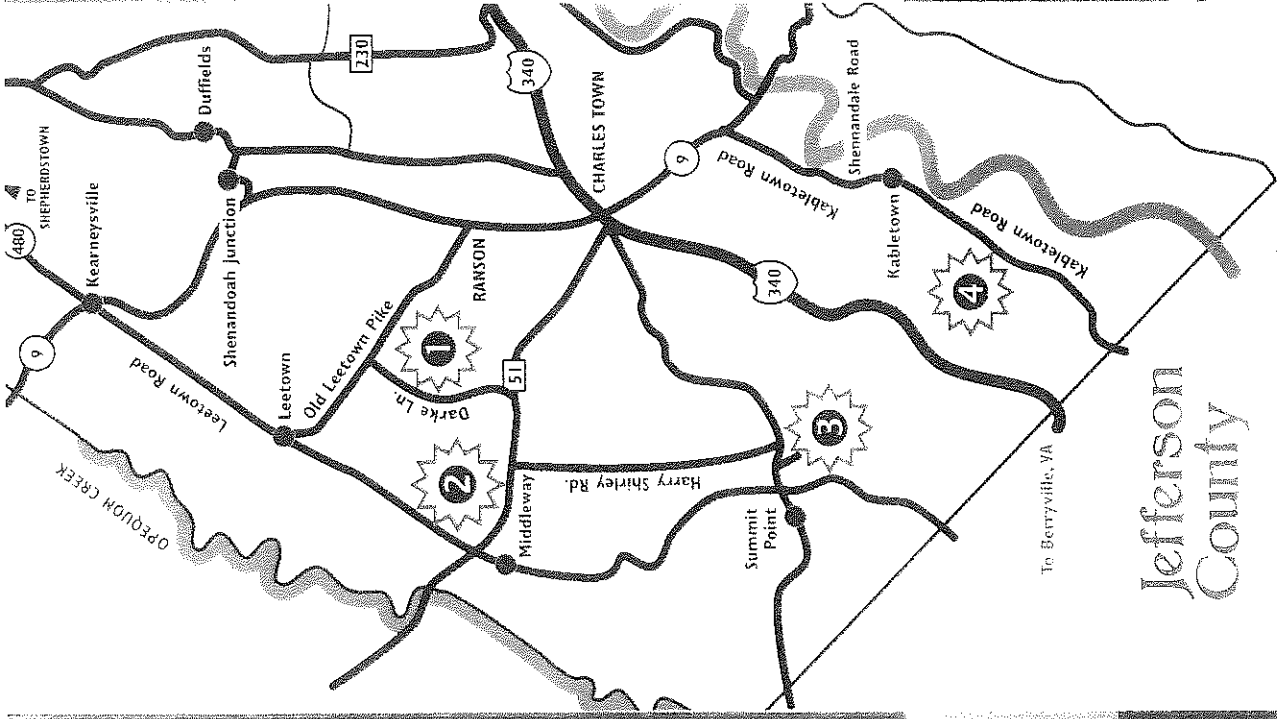 230
Duffields
340
TO
SHEPHERDSTOWN
480
Kearneysville
Shenandoah Junction
CHARLES TOWN
9
Kabletown Road
Shennandale Road
Kabletown
Kabletown Road
9
Leetown Road
Leetown
Old Leetown Pike
RANSON
1
Darke Ln.
51
340
4
OPEQUON CREEK
2
Middleway
Harry Shirley Rd.
3
Summit
Point
To Berryville, VA
Jefferson
County